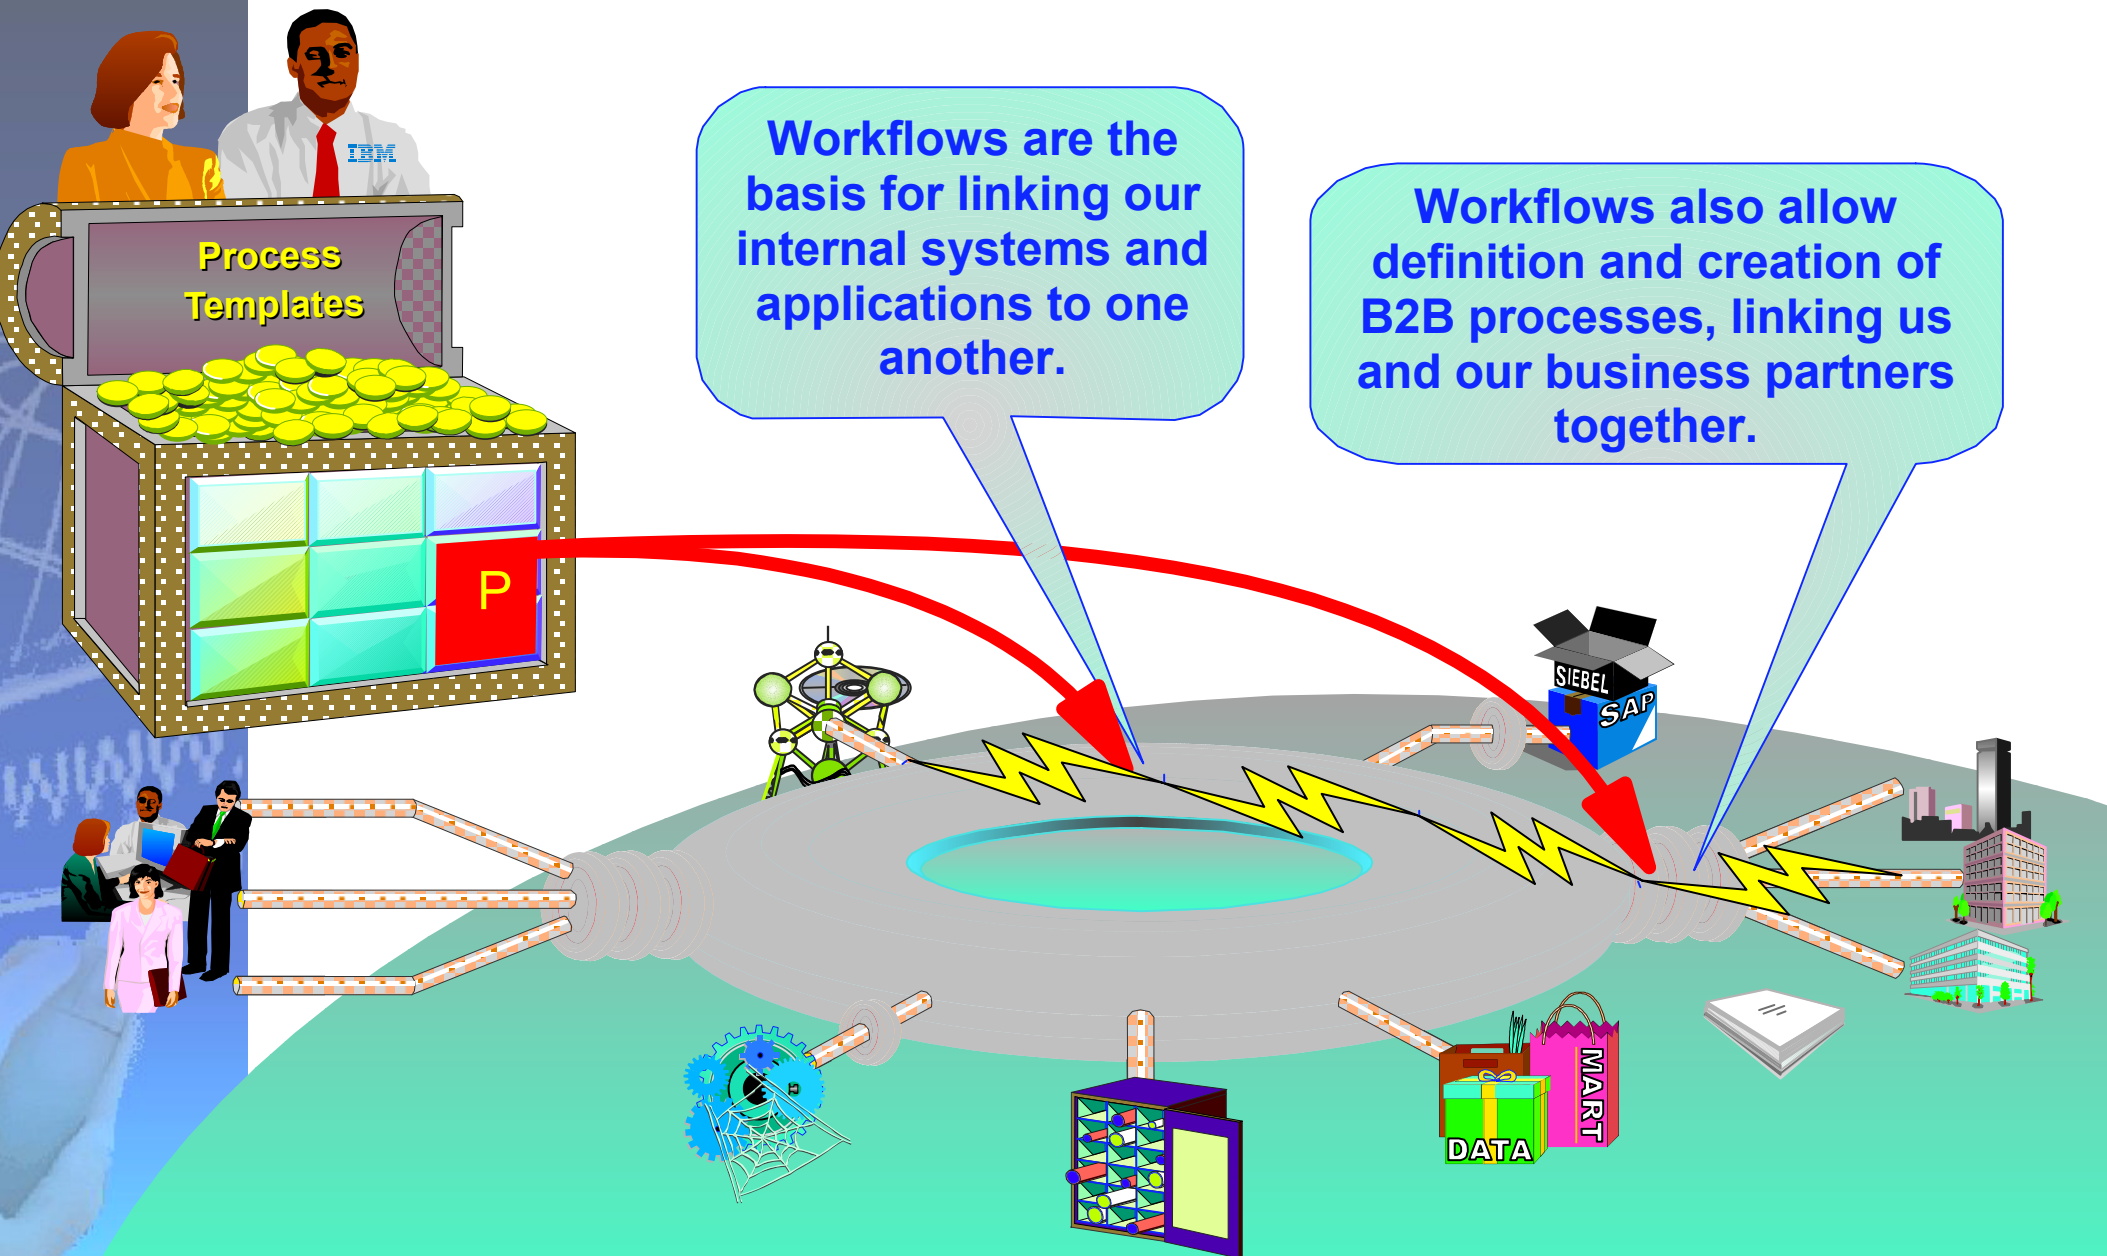 IBM
Process
Templates
P
Workflows are the
basis for linking our
internal systems and
applications to one
another.
Workflows also allow
definition and creation of
B2B processes, linking us
and our business partners
together.
SIEBEL
SAP
MART
DATA